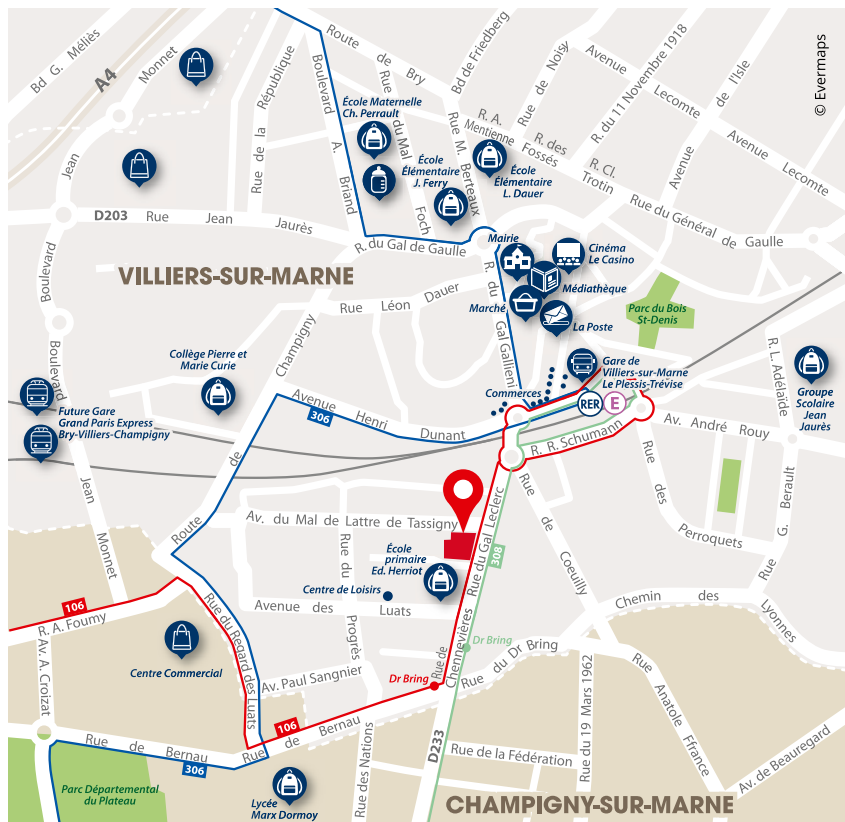 © Evermaps
Bd G. Méliès
A4
Monnet
Jean
Boulevard
Rue de la République
Boulevard A. Briand
Route de Bry
Rue du Mal Foch
Bd de Friedberg
Rue M. Berteaux
Rue de Noisy
R. A. Mentienne
R. des Fossés
R. Cl. Trotin
R. du 11 Novembre 1918
Avenue Lecomte
Avenue Lecomte
Avenue de l'Isle
Rue du Général de Gaulle
École Maternelle
Ch. Perrault
École
Élémentaire
J. Ferry
École
Élémentaire
L. Dauer
D203 Rue Jean Jaurès
R. du Gal de Gaulle
VILLIERS-SUR-MARNE
Mairie
Cinéma
Le Casino
Médiathèque
Marché
La Poste
Parc du Bois
St-Denis
Rue Léon Dauer
R. du Gal Gallieni
Route de Champigny
Collège Pierre et
Marie Curie
Gare de
Villiers-sur-Marne
Le Plessis-Trévise
Commerces
RER
E
R. L. Adélaïde
Groupe
Scolaire
Jean
Jaurès
Future Gare
Grand Paris Express
Bry-Villiers-Champigny
Boulevard Jean Monnet
Avenue Henri Dunant
306
R. R. Schumann
Av. André Rouy
Rue des Perroquets
Rue G. Berault
Av. du Mal de Lattre de Tassigny
Rue du Gal Leclerc
308
Rue de Coeuilly
École
primaire
Ed. Herriot
Centre de Loisirs
Rue du Progrès
Avenue des Luats
Chemin des Lyonnes
106
R. A. Fourny
Rue du Regard des Luats
Centre Commercial
Av. A. Croizat
Av. Paul Sangnier
Dr Bring
Dr Bring
Rue de Chennevières
Rue du Dr Bring
106
Rue de Bernau
Rue de Bernau
306
D233
Rue des Nations
Rue de la Fédération
Rue du 19 Mars 1962
Rue Anatole Ffrance
Av. de Beauregard
Parc Départemental
du Plateau
Lycée
Marx Dormoy
CHAMPIGNY-SUR-MARNE